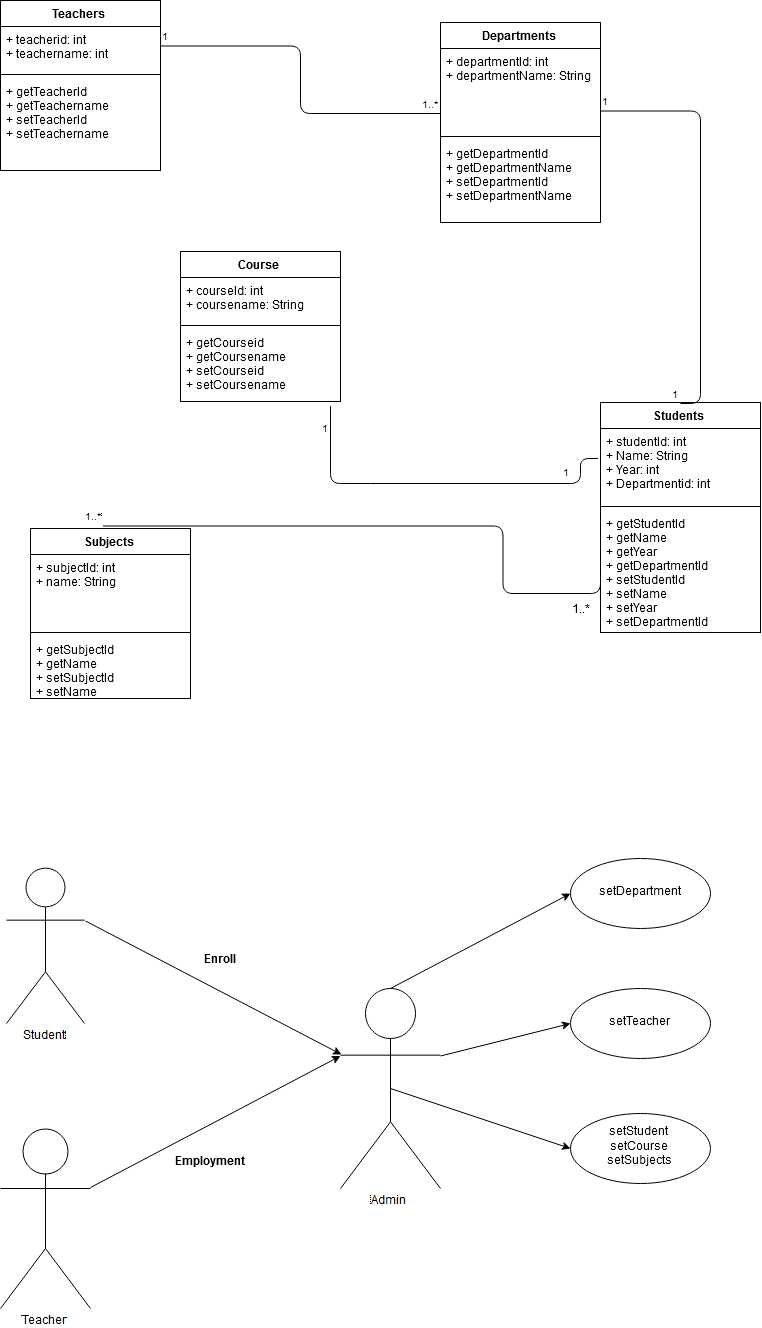 Teachers
+ teacherid: int
+ teachername: int
+ getTeacherId
+ getTeachername
+ setTeacherId
+ setTeachername
1
1..*
Departments
+ departmentId: int
+ departmentName: String
+ getDepartmentId
+ getDepartmentName
+ setDepartmentId
+ setDepartmentName
1
1
Course
+ courseId: int
+ coursename: String
+ getCourseid
+ getCoursename
+ setCourseid
+ setCoursename
1
1
Students
+ studentId: int
+ Name: String
+ Year: int
+ Departmentid: int
+ getStudentId
+ getName
+ getYear
+ getDepartmentId
+ setStudentId
+ setName
+ setYear
+ setDepartmentId
1..*
1..*
Subjects
+ subjectId: int
+ name: String
+ getSubjectId
+ getName
+ setSubjectId
+ setName
Student
Enroll
Teacher
Employment
Admin
setDepartment
setTeacher
setStudent
setCourse
setSubjects